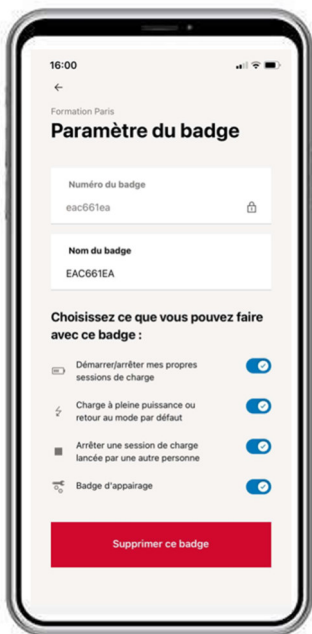 16:00
Formation Paris
Paramètre du badge
Numéro du badge
eac661ea
Nom du badge
EAC661EA
Choisissez ce que vous pouvez faire
avec ce badge :
Démarrer/arrêter mes propres
sessions de charge
Charge à pleine puissance ou
retour au mode par défaut
Arrêter une session de charge
lancée par une autre personne
Badge d'appairage
Supprimer ce badge